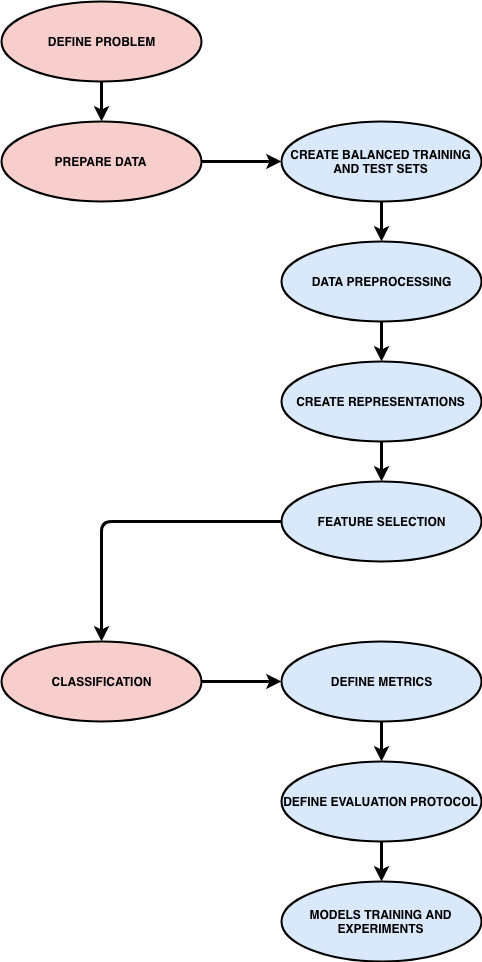 DEFINE PROBLEM
PREPARE DATA
CREATE BALANCED TRAINING
AND TEST SETS
DATA PREPROCESSING
CREATE REPRESENTATIONS
FEATURE SELECTION
CLASSIFICATION
DEFINE METRICS
DEFINE EVALUATION PROTOCOL
MODELS TRAINING AND
EXPERIMENTS